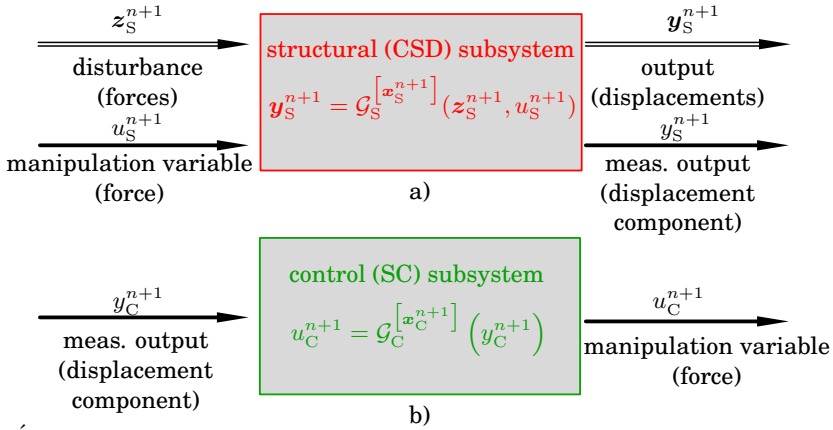 z_S^{n+1}
disturbance
(forces)
u_S^{n+1}
manipulation variable
(force)
structural (CSD) subsystem
y_S^{n+1} = G_S^{[x_S^{n+1}]}(z_S^{n+1}, u_S^{n+1})
a)
y_S^{n+1}
output
(displacements)
y_S^{n+1}
meas. output
(displacement
component)
y_C^{n+1}
meas. output
(displacement
component)
control (SC) subsystem
u_C^{n+1} = G_C^{[x_C^{n+1}]} (y_C^{n+1})
b)
u_C^{n+1}
manipulation variable
(force)